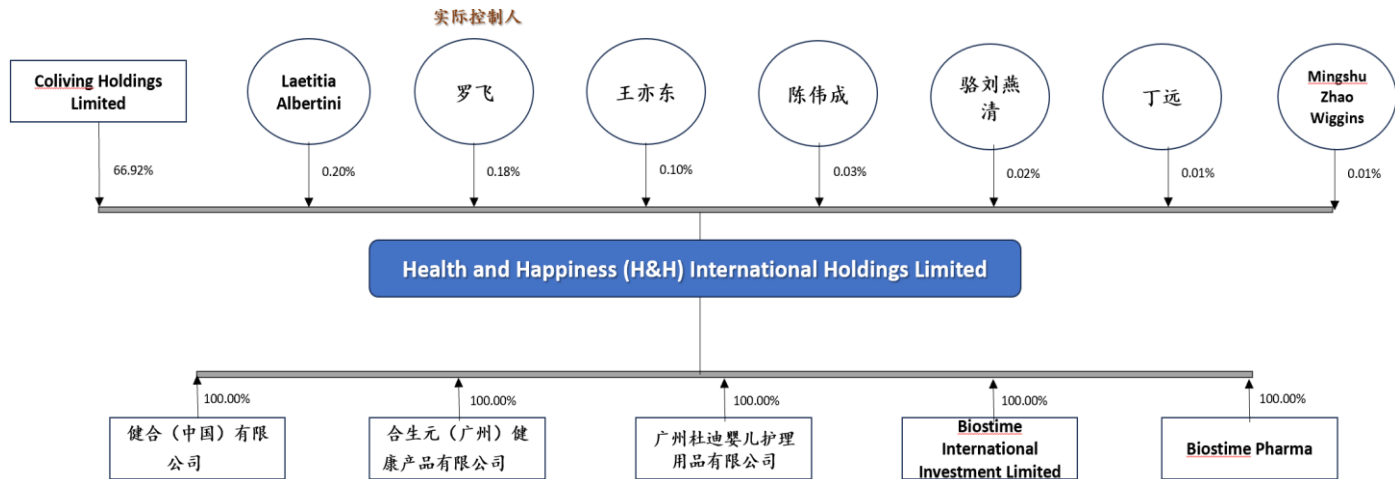 实际控制人
Coliving Holdings
Limited
Laetitia
Albertini
罗飞
王亦东
陈伟成
骆刘燕
清
丁远
Mingshu
Zhao
Wiggins
66.92%
0.20%
0.18%
0.10%
0.03%
0.02%
0.01%
0.01%
Health and Happiness (H&H) International Holdings Limited
100.00%
100.00%
100.00%
100.00%
100.00%
健合（中国）有限
公司
合生元（广州）健
康产品有限公司
广州杜迪婴儿护理
用品有限公司
Biostime
International
Investment Limited
Biostime Pharma